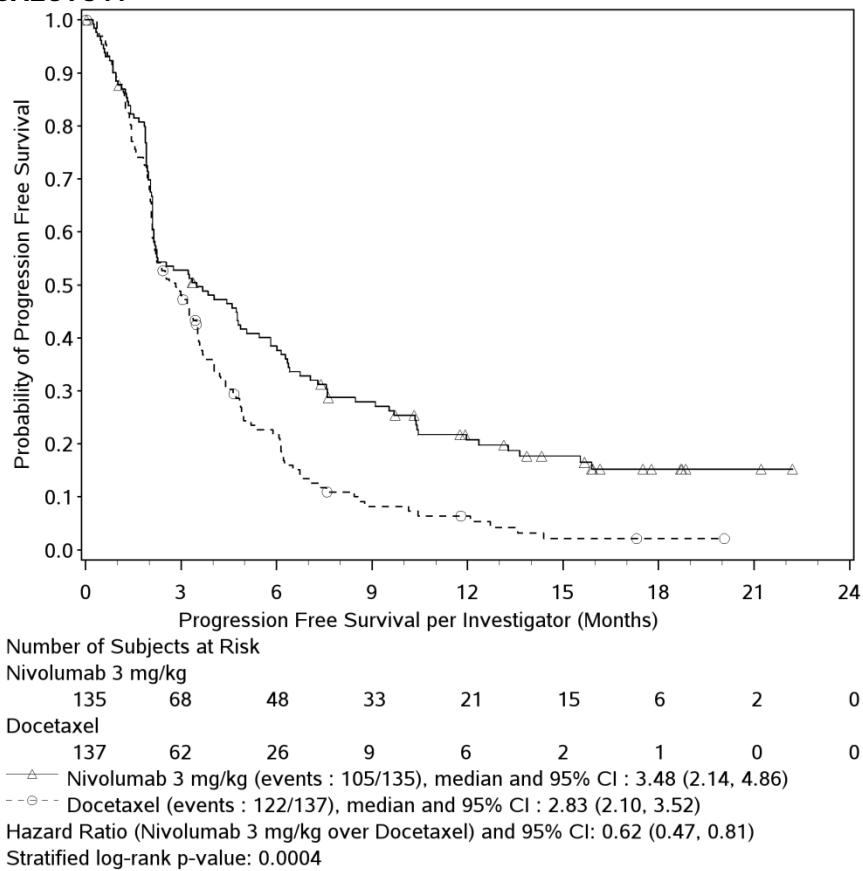 1.0
0.9
0.8
0.7
0.6
0.5
0.4
0.3
0.2
0.1
0.0
Probability of Progression Free Survival
0 3 6 9 12 15 18 21 24
Progression Free Survival per Investigator (Months)
Number of Subjects at Risk
Nivolumab 3 mg/kg
135 68 48 33 21 15 6 2 0
Docetaxel
137 62 26 9 6 2 1 0 0
Nivolumab 3 mg/kg (events : 105/135), median and 95% CI : 3.48 (2.14, 4.86)
Docetaxel (events : 122/137), median and 95% CI : 2.83 (2.10, 3.52)
Hazard Ratio (Nivolumab 3 mg/kg over Docetaxel) and 95% CI: 0.62 (0.47, 0.81)
Stratified log-rank p-value: 0.0004